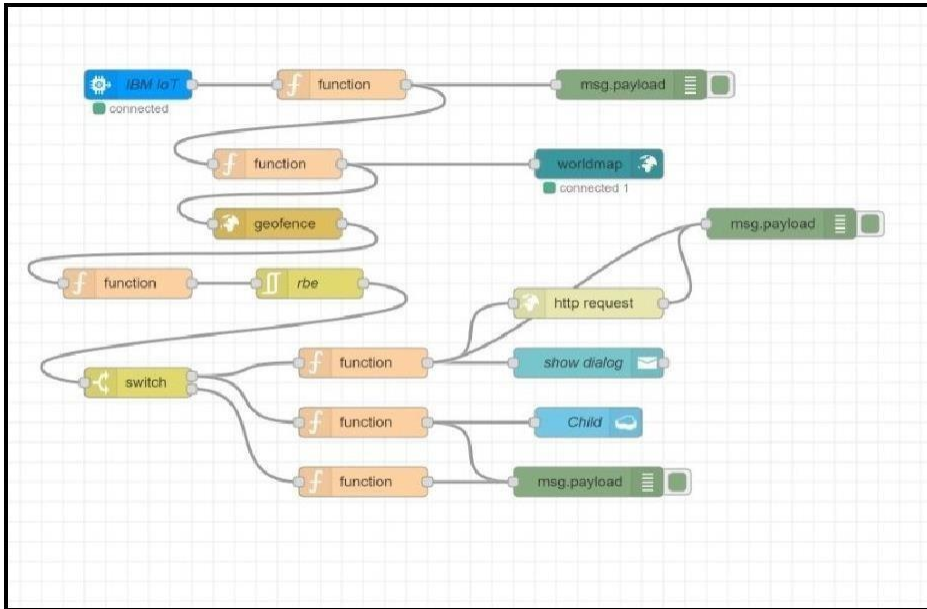 IBM IoT
function
msg.payload
connected
function
worldmap
connected 1
geofence
msg.payload
function
rbe
http request
function
show dialog
switch
function
Child
function
msg.payload